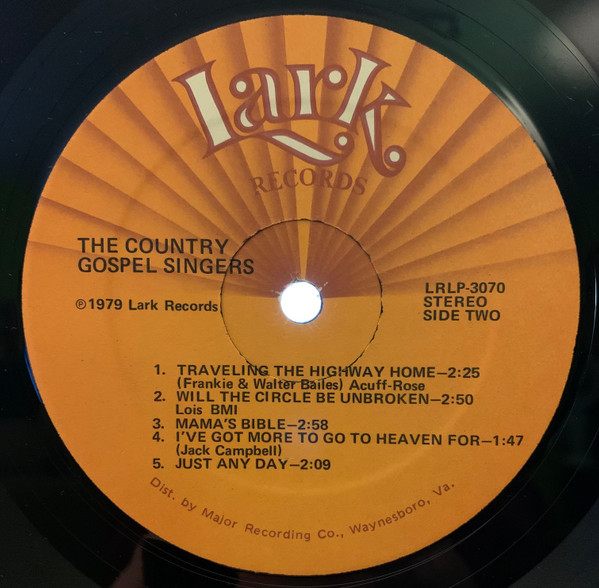 Lark
RECORDS
THE COUNTRY
GOSPEL SINGERS
℗1979 Lark Records
LRLP-3070
STEREO
SIDE TWO
1. TRAVELING THE HIGHWAY HOME—2:25
(Frankie & Walter Bailes) Acuff-Rose
2. WILL THE CIRCLE BE UNBROKEN—2:50
Lois BMI
3. MAMA'S BIBLE—2:58
4. I'VE GOT MORE TO GO TO HEAVEN FOR—1:47
(Jack Campbell)
5. JUST ANY DAY—2:09
Dist. by Major Recording Co., Waynesboro, Va.